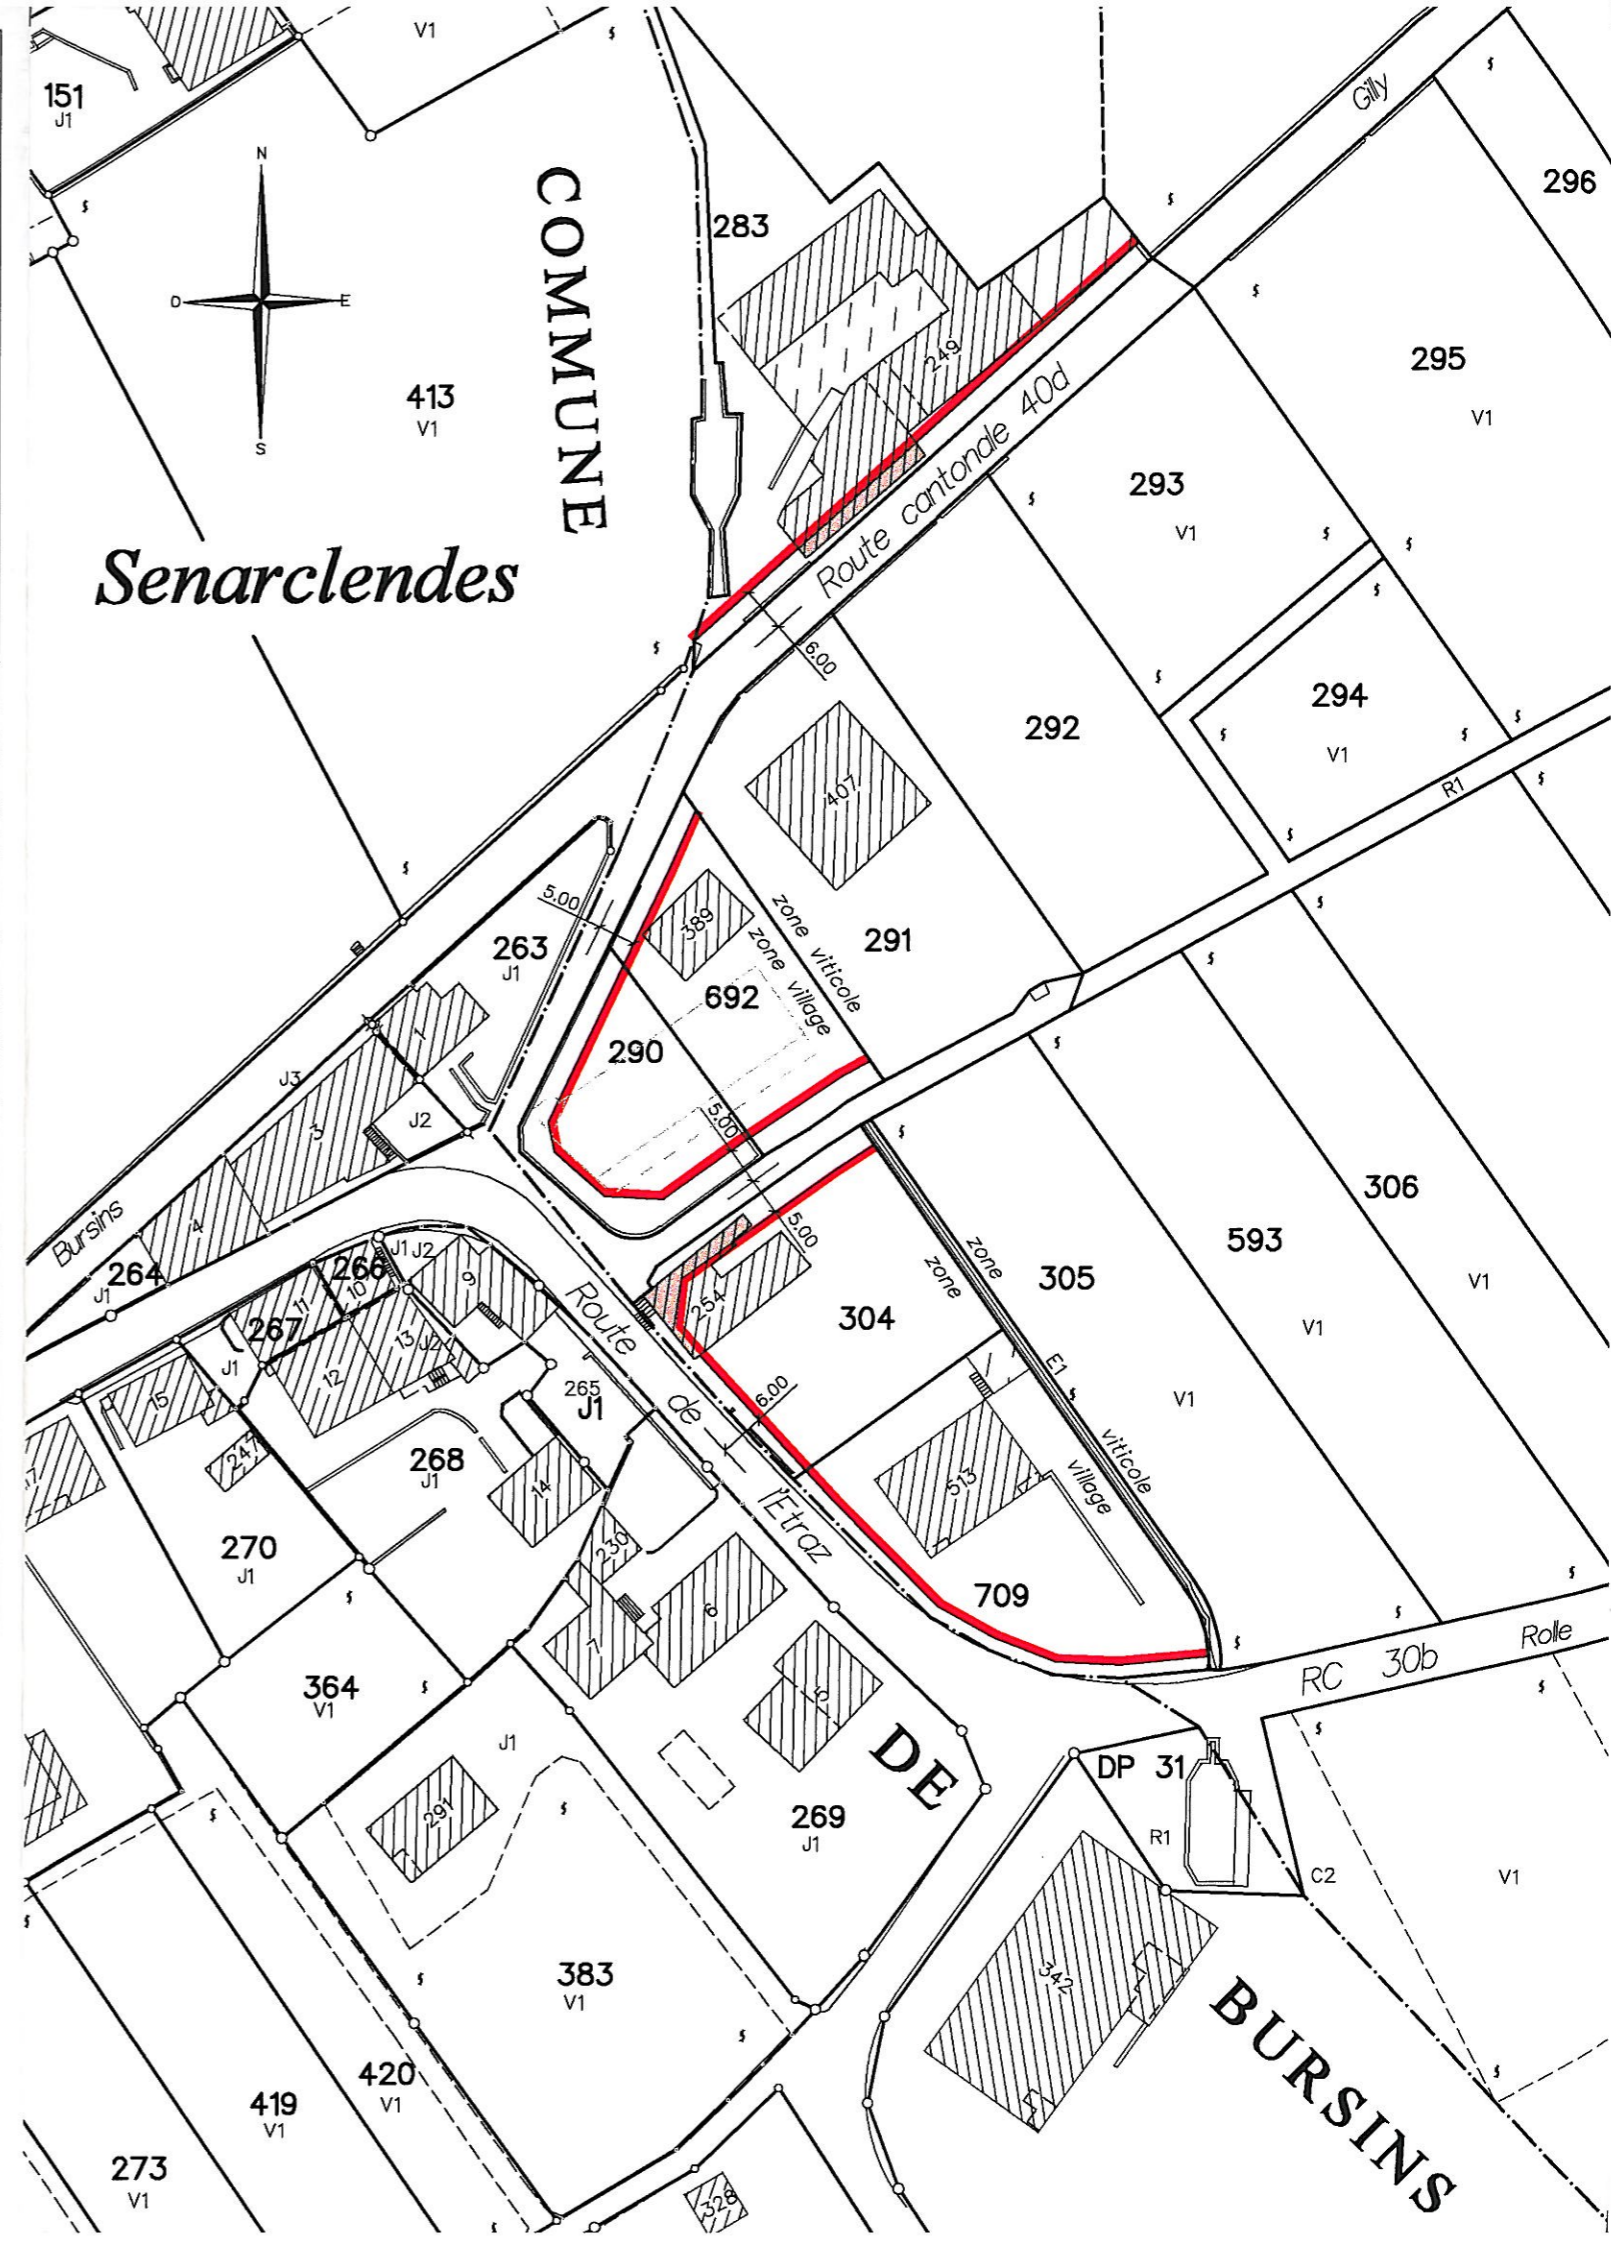 V1
151
J1
Gilly
296
N
O
E
S
COMMUNE
283
249
295
V1
413
V1
Route cantonale 40d
293
V1
Senarclendes
6.00
294
V1
292
R1
407
5.00
263
J1
389
692
zone viticole
zone village
291
290
1
J3
3
J2
5.00
5.00
306
V1
593
V1
305
V1
Bursins
4
264
J1
266
10
J1
J2
9
11
267
J1
12
13
J2
Route de l'Etraz
254
304
zone viticole
zone village
E1
6.00
15
247
265
J1
268
J1
14
513
270
J1
230
709
6
7
5
364
V1
RC 30b
Rolle
J1
291
DE
DP 31
R1
C2
V1
269
J1
342
383
V1
BURSINS
420
V1
419
V1
273
V1
328